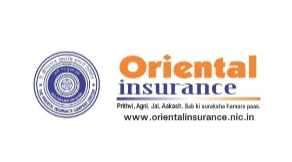 Oriental
insurance
Prithvi, Agni, Jal, Aakash. Sab ki suraksha hamare paas.
www.orientalinsurance.nic.in